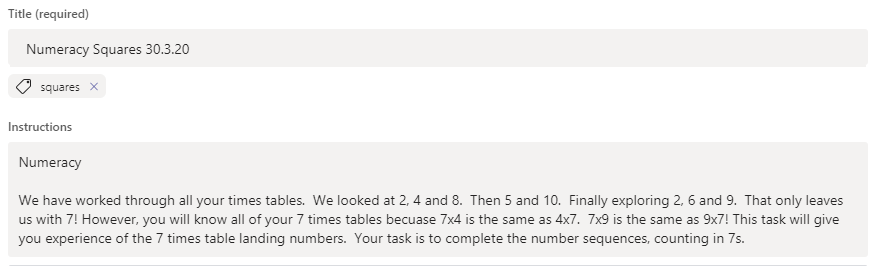 Title (required)
Numeracy Squares 30.3.20
squares
Instructions
Numeracy
We have worked through all your times tables.  We looked at 2, 4 and 8.  Then 5 and 10.  Finally exploring 2, 6 and 9.  That only leaves
us with 7! However, you will know all of your 7 times tables becuase 7x4 is the same as 4x7.  7x9 is the same as 9x7! This task will give
you experience of the 7 times table landing numbers.  Your task is to complete the number sequences, counting in 7s.